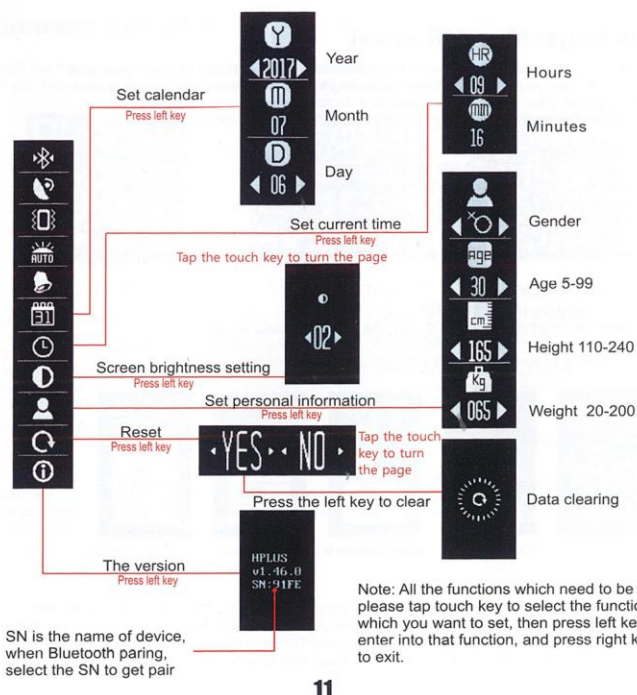 Y
2017
Year
M
07
Month
D
06
Day
Set calendar
Press left key
HR
09
Hours
min
16
Minutes
AUTO
31
Set current time
Press left key
Tap the touch key to turn the page
02
Screen brightness setting
Press left key
Gender
Age
30
Age 5-99
cm
165
Height 110-240
Kg
065
Weight 20-200
Set personal information
Press left key
Reset
Press left key
YES NO
Tap the touch
key to turn
the page
Press the left key to clear
Data clearing
The version
Press left key
HPLUS
v1.46.0
SN:91FE
SN is the name of device,
when Bluetooth paring,
select the SN to get pair
Note: All the functions which need to be
please tap touch key to select the functio
which you want to set, then press left ke
enter into that function, and press right k
to exit.
11